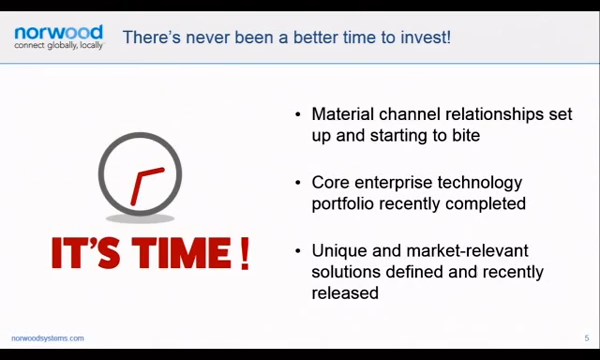 norwood
connect globally, locally
There's never been a better time to invest!
• Material channel relationships set
up and starting to bite
• Core enterprise technology
portfolio recently completed
• Unique and market-relevant
solutions defined and recently
released
IT'S TIME!
norwoodsystems.com
5